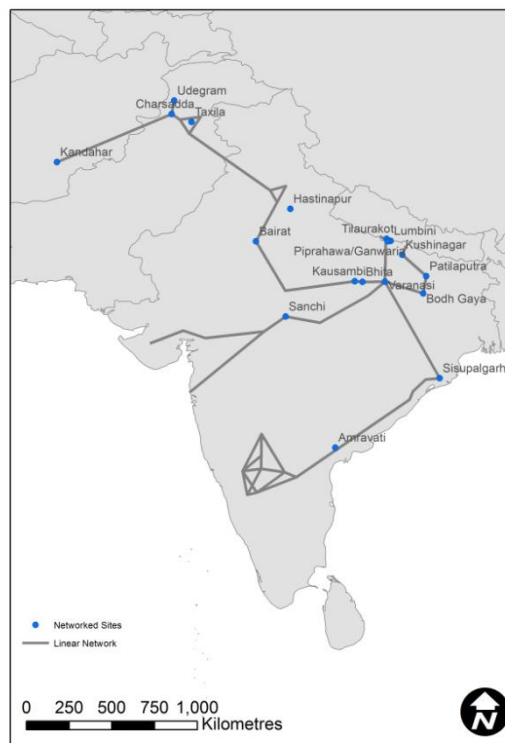 Udegram
Charsadda
Taxila
Kandahar
Hastinapur
Tilaurakot Lumbini
Bairat
Piprahawa/Ganwaria Kushinagar
Patilaputra
Kausambi Bhita
Varanasi
Bodh Gaya
Sanchi
Sisupalgarh
Amravati
Networked Sites
Linear Network
0 250 500 750 1,000
Kilometres
N